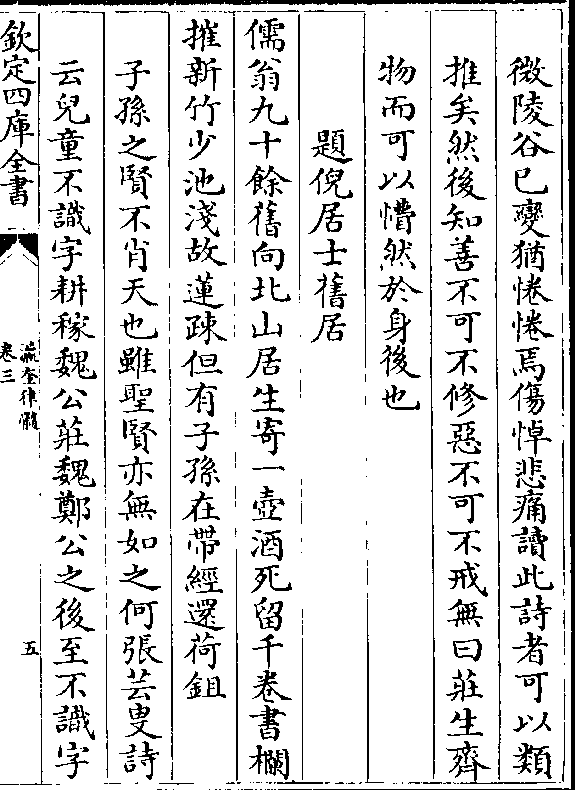 微陵谷已變猶惓惓焉傷悼悲痛讀此詩者可以類
推矣然後知善不可不修惡不可不戒無曰莊生齊
物而可以懵然於身後也
題倪居士舊居
儒翁九十餘舊向北山居生寄一壺酒死留千卷書欄
摧新竹少池淺故蓮疎但有子孫在帶經還荷鉏
子孫之賢不肖天也雖聖賢亦無如之何張芸叟詩
云兒童不識字耕稼魏公莊魏鄭公之後至不識字
欽定四庫全書
瀛奎律髓
卷三
五